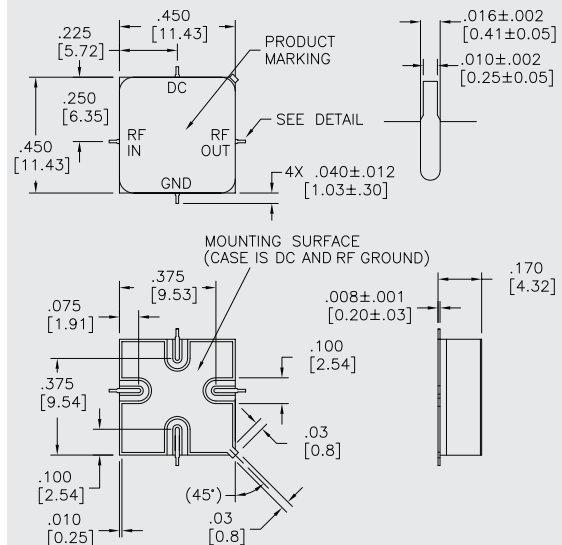 .450
[11.43]
.225
[5.72]
PRODUCT
MARKING
.016±.002
[0.41±0.05]
.010±.002
[0.25±0.05]
DC
.250
[6.35]
SEE DETAIL
RF
IN
RF
OUT
.450
[11.43]
GND
4X .040±.012
[1.03±.30]
MOUNTING SURFACE
(CASE IS DC AND RF GROUND)
.375
[9.53]
.170
[4.32]
.075
[1.91]
.008±.001
[0.20±.03]
.100
[2.54]
.375
[9.54]
.03
[0.8]
.100
[2.54]
(45°)
.03
[0.8]
.010
[0.25]